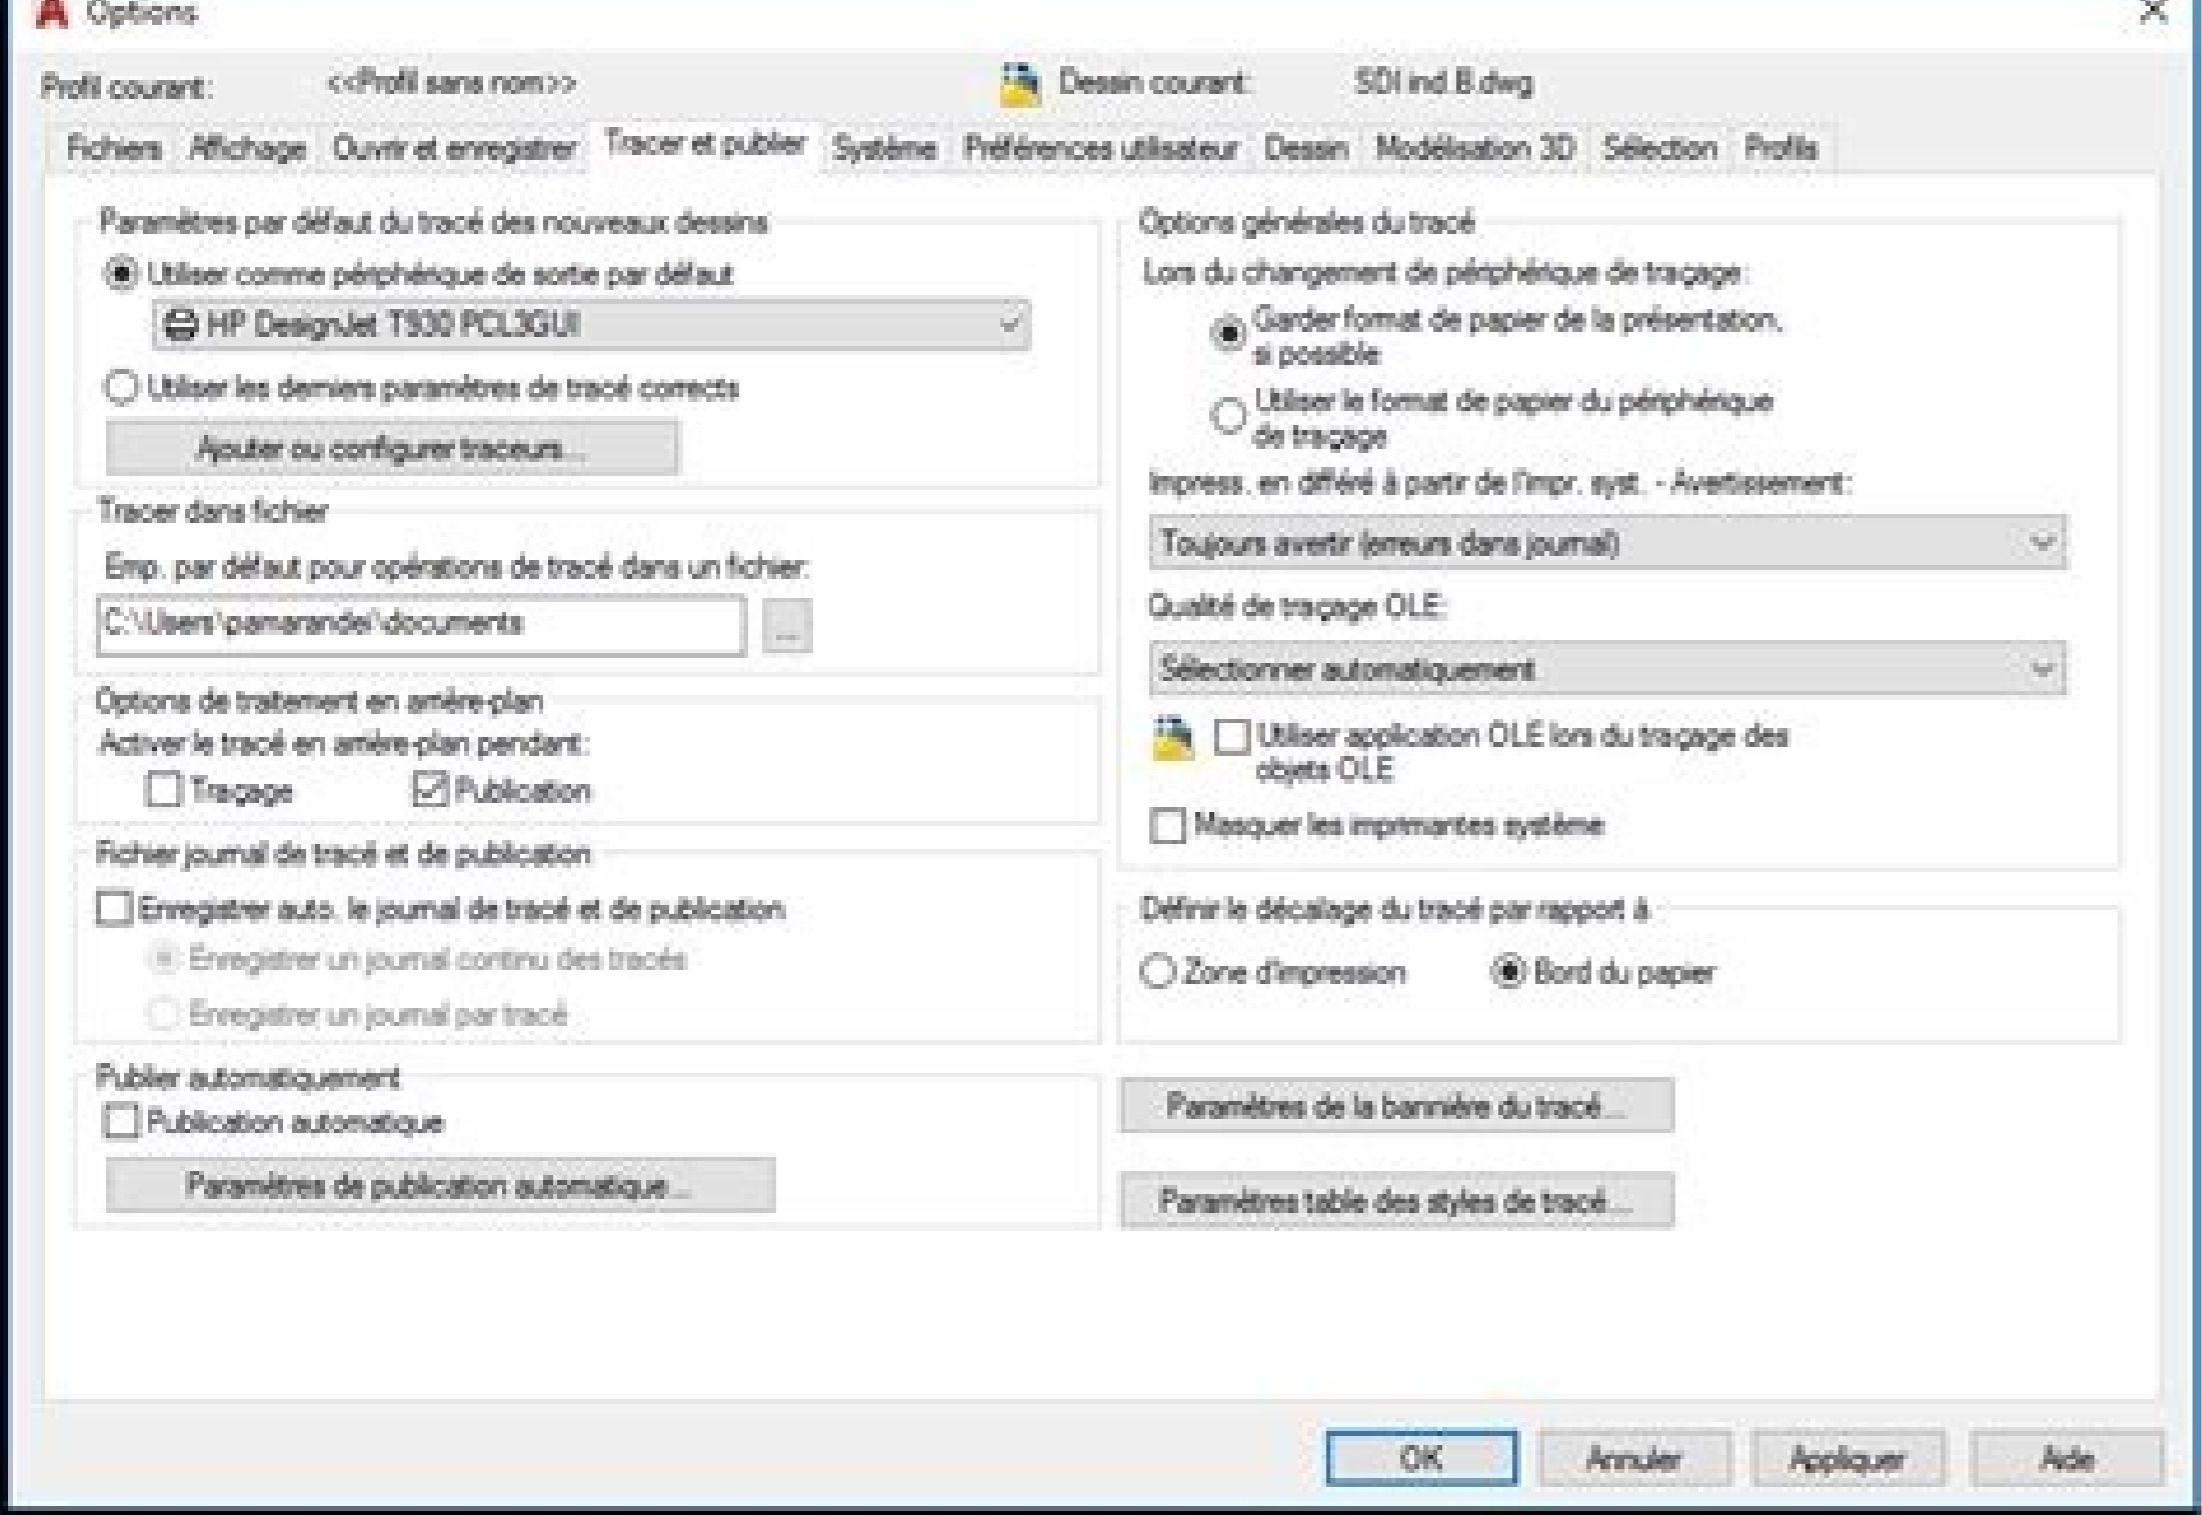 Options
Profil courant: <<Profil sans nom>> Dessin courant: SDI ind B.dwg
Fichiers Affichage Ouvrir et enregistrer Tracer et publier Système Préférences utilisateur Dessin Modélisation 3D Sélection Profils
Paramètres par défaut du tracé des nouveaux dessins
Utiliser comme périphérique de sortie par défaut
HP DesignJet T930 PCL3GUI
Utiliser les derniers paramètres de tracé corrects
Ajouter ou configurer traceurs...
Tracer dans fichier
Emp. par défaut pour opérations de tracé dans un fichier:
C:\Users\pamarandei\documents
...
Options de traitement en arrière-plan
Activer le tracé en arrière-plan pendant:
Traçage Publication
Fichier journal de tracé et de publication
Enregistrer auto. le journal de tracé et de publication
Enregistrer un journal continu des tracés
Enregistrer un journal par tracé
Publier automatiquement
Publication automatique
Paramètres de publication automatique...
Options générales du tracé
Lors du changement de périphérique de traçage:
Garder format de papier de la présentation,
si possible
Utiliser le format de papier du périphérique
de traçage
Impress. en différé à partir de l'impr. syst. - Avertissement:
Toujours avertir (erreurs dans journal)
Qualité de traçage OLE:
Sélectionner automatiquement
Utiliser application OLE lors du traçage des
objets OLE
Masquer les imprimantes système
Définir le décalage du tracé par rapport à
Zone d'impression Bord du papier
Paramètres de la bannière du tracé...
Paramètres table des styles de tracé...
OK Annuler Appliquer Aide